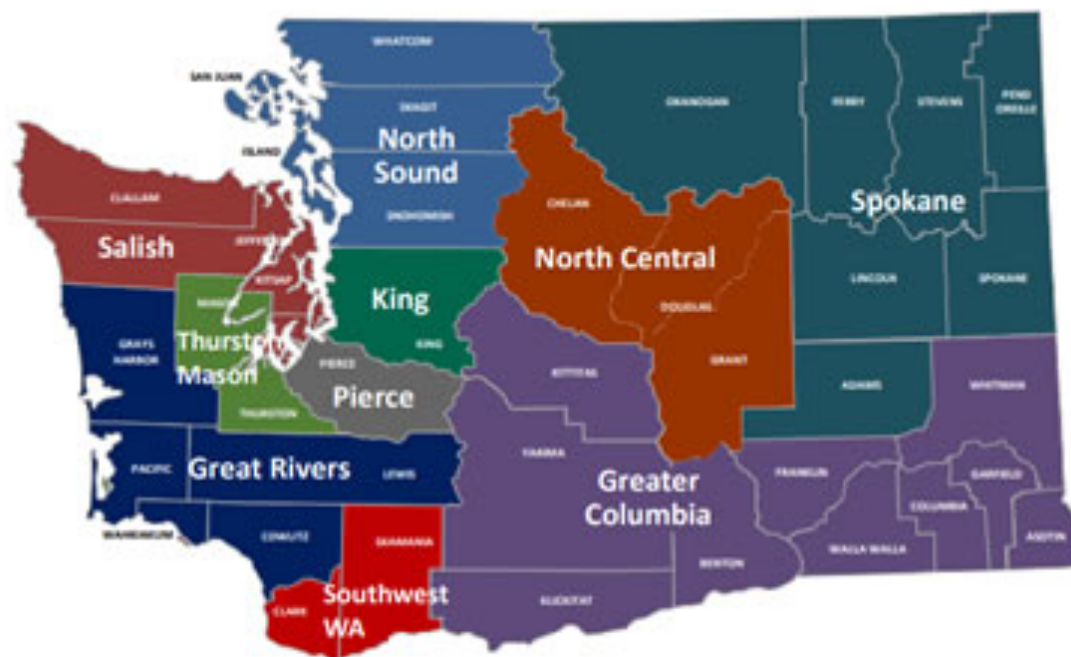 WHATCOM
SAN JUAN
OKANOGAN
FERRY
STEVENS
PEND
OREILLE
SKAGIT
North
Sound
ISLAND
SNOHOMISH
CLALLAM
CHELAN
Spokane
Salish
JEFFERSON
North Central
KITSAP
LINCOLN
SPOKANE
King
MASON
DOUGLAS
Thurston
Mason
GRAYS
HARBOR
KING
PIERCE
GRANT
KITTITAS
ADAMS
WHITMAN
Pierce
THURSTON
YAKIMA
PACIFIC
Great Rivers
LEWIS
Greater
Columbia
FRANKLIN
GARFIELD
COLUMBIA
WAHKIAKUM
COWLITZ
SKAMANIA
WALLA WALLA
ASOTIN
BENTON
CLARK
Southwest
WA
KLICKITAT